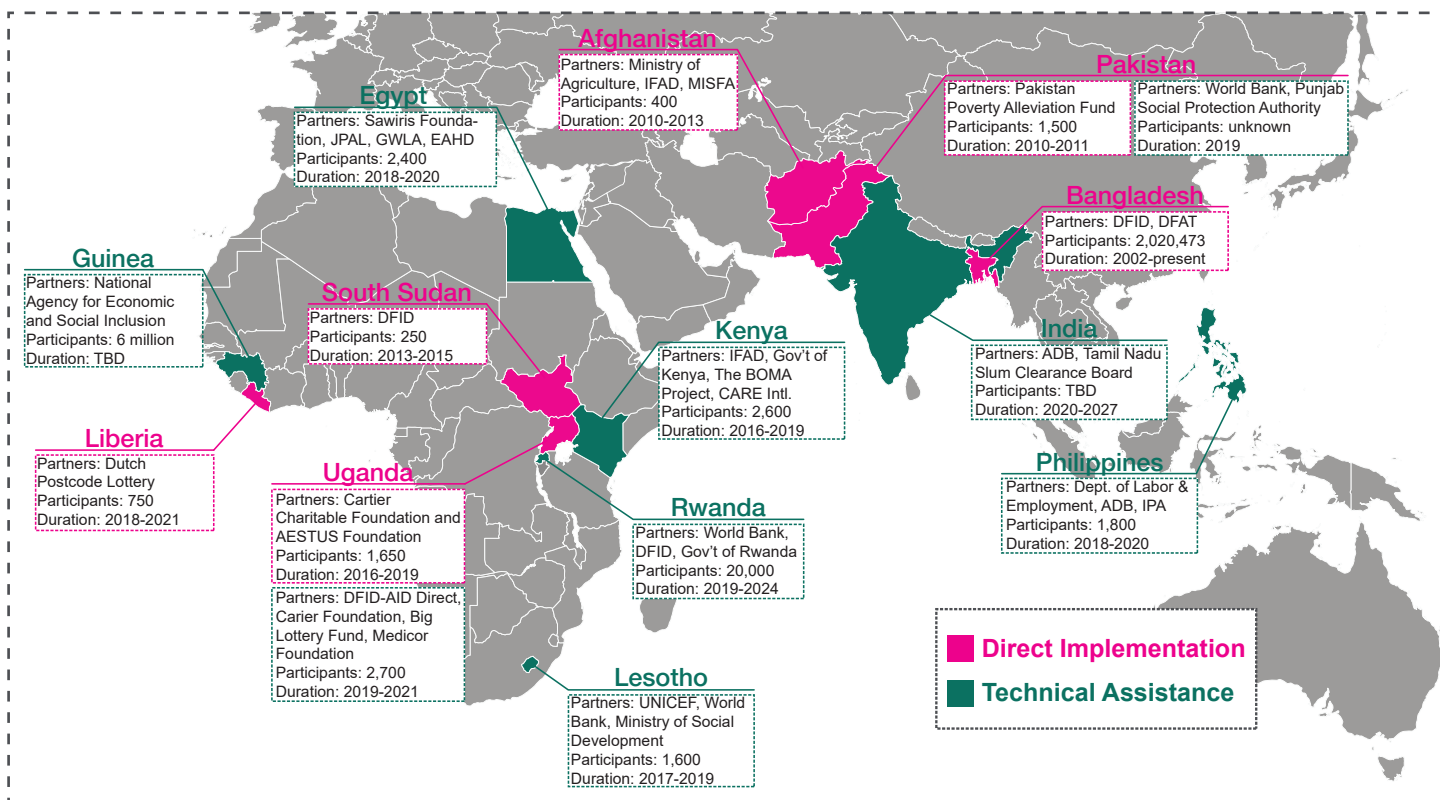 Afghanistan
Partners: Ministry of
Agriculture, IFAD, MISFA
Participants: 400
Duration: 2010-2013
Pakistan
Partners: Pakistan
Poverty Alleviation Fund
Participants: 1,500
Duration: 2010-2011
Partners: World Bank, Punjab
Social Protection Authority
Participants: unknown
Duration: 2019
Egypt
Partners: Sawiris Founda-
tion, JPAL, GWLA, EAHD
Participants: 2,400
Duration: 2018-2020
Bangladesh
Partners: DFID, DFAT
Participants: 2,020,473
Duration: 2002-present
Guinea
Partners: National
Agency for Economic
and Social Inclusion
Participants: 6 million
Duration: TBD
South Sudan
Partners: DFID
Participants: 250
Duration: 2013-2015
Kenya
Partners: IFAD, Gov't of
Kenya, The BOMA
Project, CARE Intl.
Participants: 2,600
Duration: 2016-2019
India
Partners: ADB, Tamil Nadu
Slum Clearance Board
Participants: TBD
Duration: 2020-2027
Liberia
Partners: Dutch
Postcode Lottery
Participants: 750
Duration: 2018-2021
Uganda
Partners: Cartier
Charitable Foundation and
AESTUS Foundation
Participants: 1,650
Duration: 2016-2019
Partners: DFID-AID Direct,
Carier Foundation, Big
Lottery Fund, Medicor
Foundation
Participants: 2,700
Duration: 2019-2021
Rwanda
Partners: World Bank,
DFID, Gov't of Rwanda
Participants: 20,000
Duration: 2019-2024
Philippines
Partners: Dept. of Labor &
Employment, ADB, IPA
Participants: 1,800
Duration: 2018-2020
Lesotho
Partners: UNICEF, World
Bank, Ministry of Social
Development
Participants: 1,600
Duration: 2017-2019
Direct Implementation
Technical Assistance